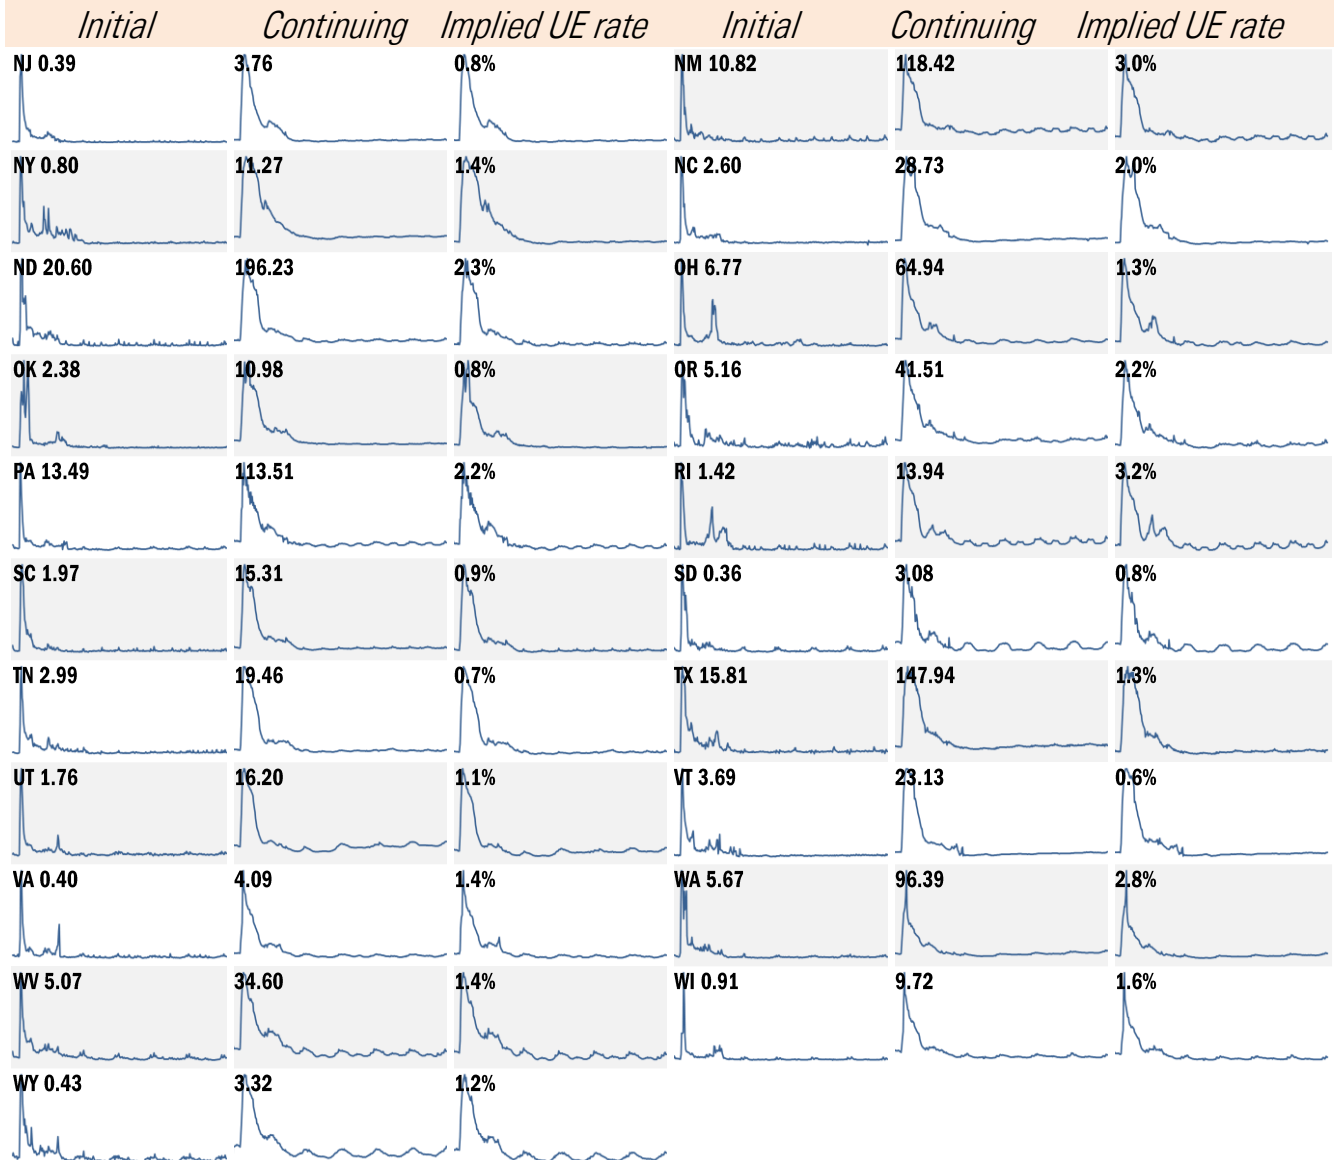 Initial Continuing Implied UE rate Initial Continuing Implied UE rate
NJ 0.39 3.76 0.8% NM 10.82 118.42 3.0%
NY 0.80 11.27 1.4% NC 2.60 28.73 2.0%
ND 20.60 196.23 2.3% OH 6.77 64.94 1.3%
OK 2.38 10.98 0.8% OR 5.16 41.51 2.2%
PA 13.49 113.51 2.2% RI 1.42 13.94 3.2%
SC 1.97 15.31 0.9% SD 0.36 3.08 0.8%
TN 2.99 19.46 0.7% TX 15.81 147.94 1.3%
UT 1.76 16.20 1.1% VT 3.69 23.13 0.6%
VA 0.40 4.09 1.4% WA 5.67 96.39 2.8%
WV 5.07 34.60 1.4% WI 0.91 9.72 1.6%
WY 0.43 3.32 1.2%